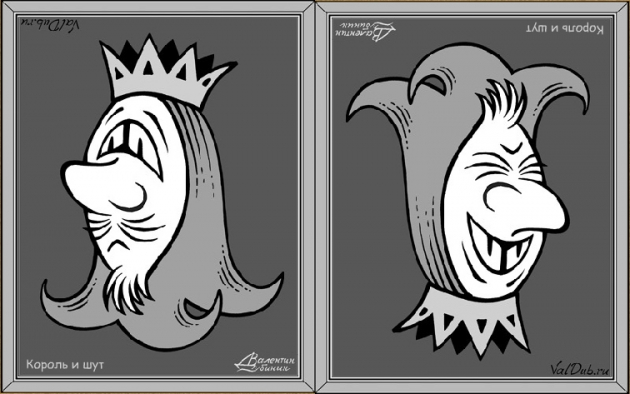 ValDub.ru
Король и шут
Валентин
Дубинин
Валентин
Дубинин
Король и шут
ValDub.ru